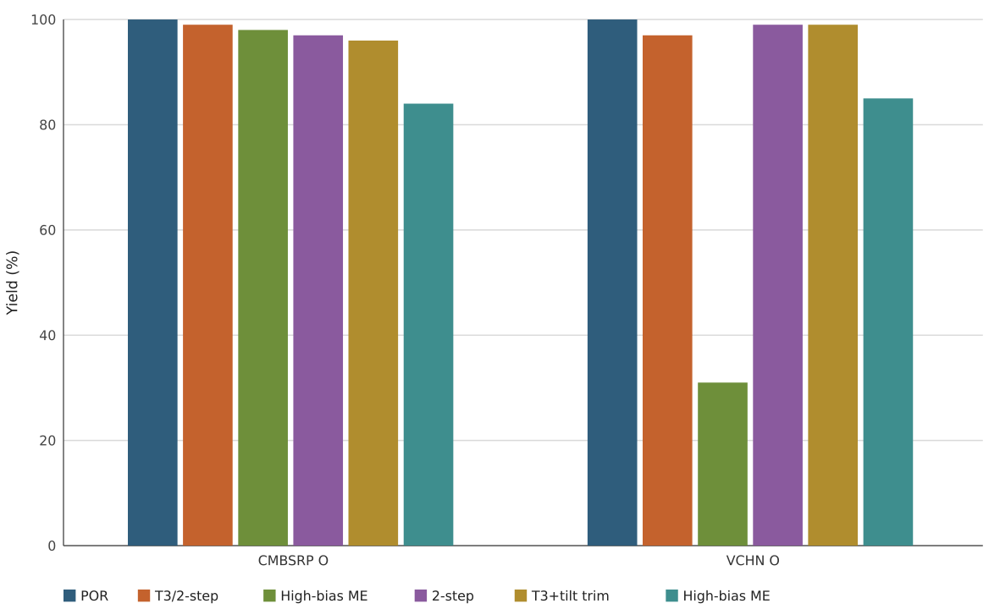 Yield (%)
100
80
60
40
20
0
CMBSRP O VCHN O
POR T3/2-step High-bias ME 2-step T3+tilt trim High-bias ME